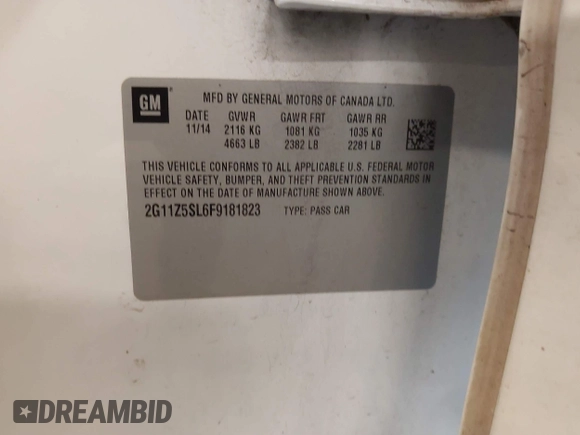 GM
MFD BY GENERAL MOTORS OF CANADA LTD.
DATE GVWR GAWR FRT GAWR RR
11/14 2116 KG 1081 KG 1035 KG
4663 LB 2382 LB 2281 LB
THIS VEHICLE CONFORMS TO ALL APPLICABLE U.S. FEDERAL MOTOR
VEHICLE SAFETY, BUMPER, AND THEFT PREVENTION STANDARDS IN
EFFECT ON THE DATE OF MANUFACTURE SHOWN ABOVE.
2G11Z5SL6F9181823 TYPE: PASS CAR
DREAMBID